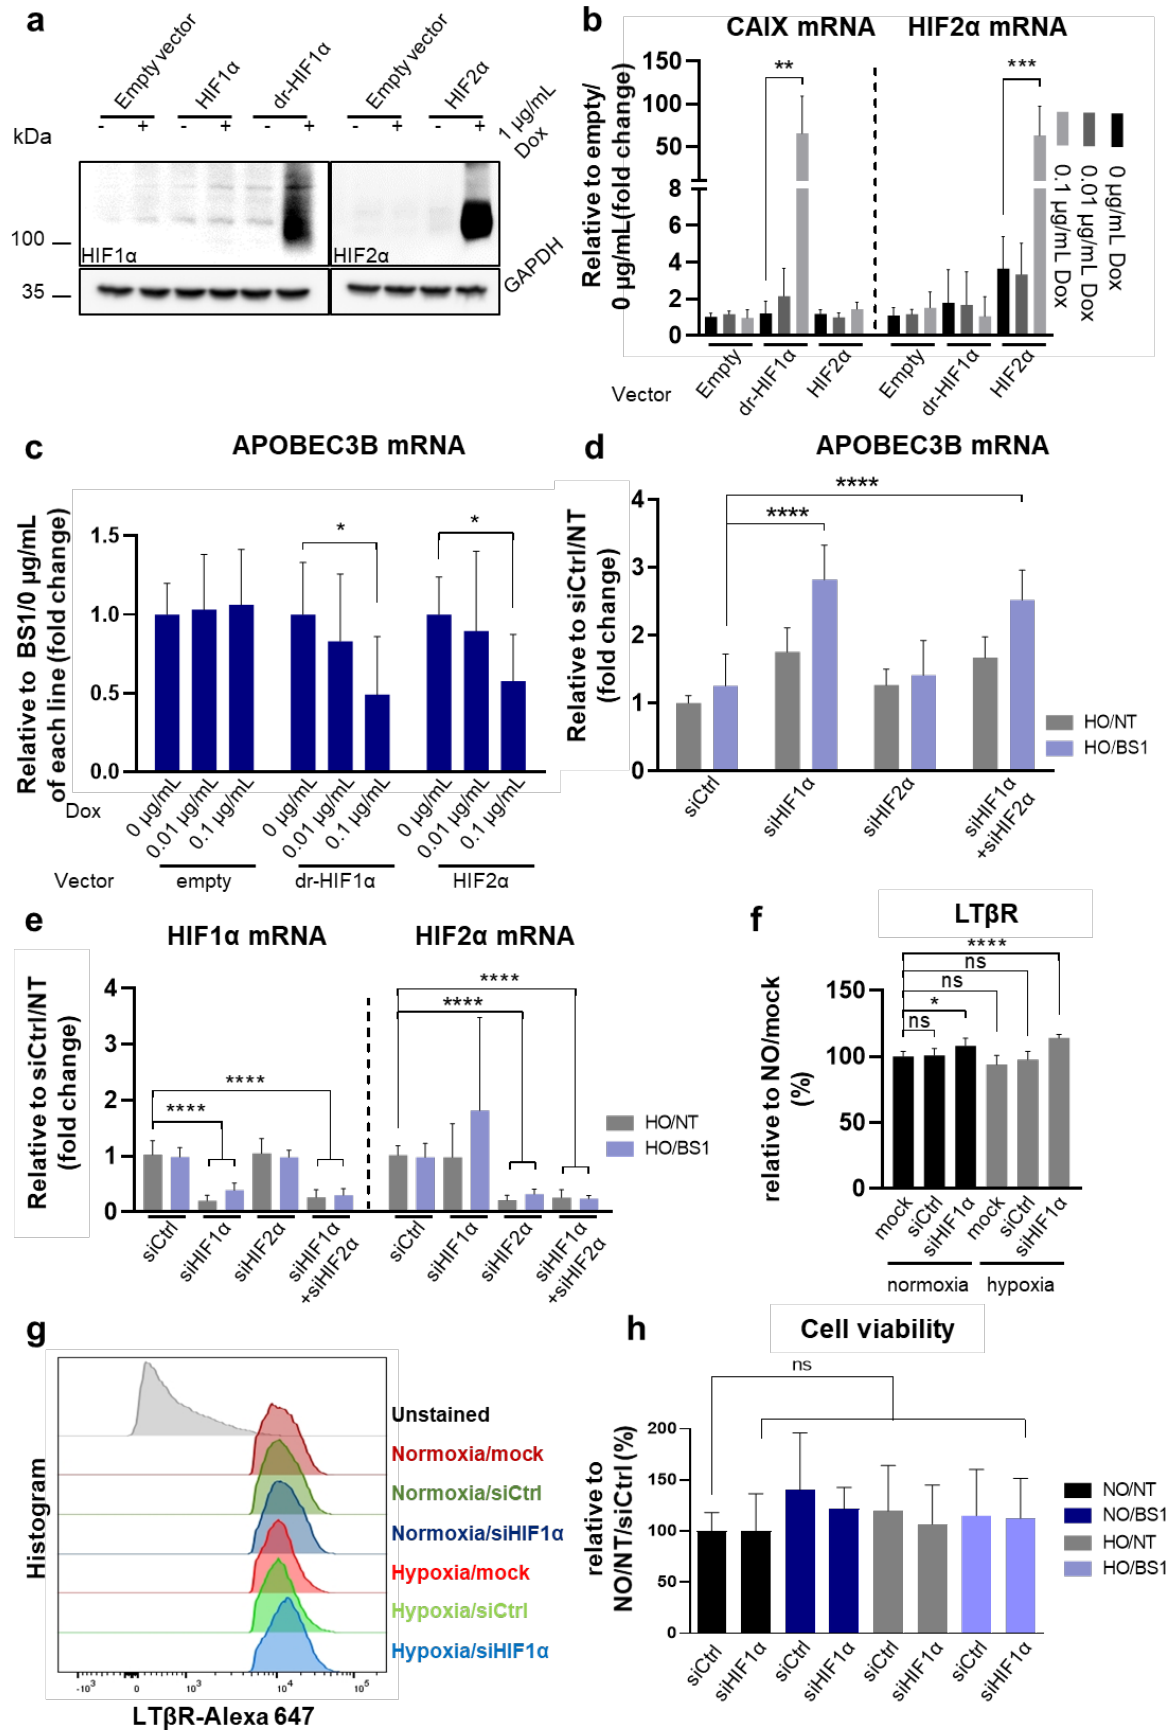 a
Empty vector
HIF1α
dr-HIF1α
Empty vector
HIF2α
- + - + - + - + - +
1 µg/mL
Dox
kDa
100
35
HIF1α
HIF2α
GAPDH
b
CAIX mRNA
HIF2α mRNA
Relative to empty/
0 µg/mL(fold change)
150
100
50
8
6
4
2
0
**
***
0 µg/mL Dox
0.01 µg/mL Dox
0.1 µg/mL Dox
Vector
Empty
dr-HIF1α
HIF2α
Empty
dr-HIF1α
HIF2α
c
APOBEC3B mRNA
Relative to BS1/0 µg/mL
of each line (fold change)
1.5
1.0
0.5
0.0
*
*
Dox
0 µg/mL
0.01 µg/mL
0.1 µg/mL
0 µg/mL
0.01 µg/mL
0.1 µg/mL
0 µg/mL
0.01 µg/mL
0.1 µg/mL
Vector
empty
dr-HIF1α
HIF2α
d
APOBEC3B mRNA
Relative to siCtrl/NT
(fold change)
4
3
2
1
0
****
****
HO/NT
HO/BS1
siCtrl
siHIF1α
siHIF2α
siHIF1α
+siHIF2α
e
HIF1α mRNA
HIF2α mRNA
Relative to siCtrl/NT
(fold change)
4
3
2
1
0
****
****
****
****
HO/NT
HO/BS1
siCtrl
siHIF1α
siHIF2α
siHIF1α
+siHIF2α
siCtrl
siHIF1α
siHIF2α
siHIF1α
+siHIF2α
f
LTβR
relative to NO/mock
(%)
150
100
50
0
****
ns
ns
*
ns
mock
siCtrl
siHIF1α
mock
siCtrl
siHIF1α
normoxia
hypoxia
g
Histogram
Unstained
Normoxia/mock
Normoxia/siCtrl
Normoxia/siHIF1α
Hypoxia/mock
Hypoxia/siCtrl
Hypoxia/siHIF1α
-10³ 0 10³ 10⁴ 10⁵
LTβR-Alexa 647
h
Cell viability
relative to
NO/NT/siCtrl (%)
200
150
100
50
0
ns
NO/NT
NO/BS1
HO/NT
HO/BS1
siCtrl
siHIF1α
siCtrl
siHIF1α
siCtrl
siHIF1α
siCtrl
siHIF1α